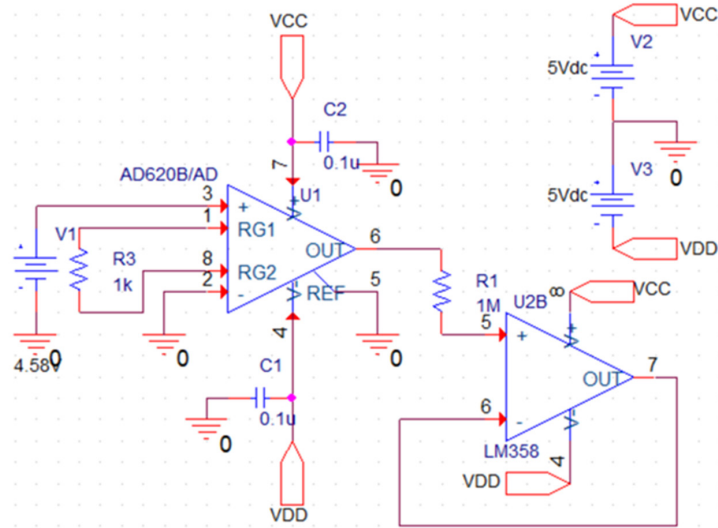 VCC
VCC
V2
5Vdc
C2
0.1u
0
7
AD620B/AD
U1
V3
0
5Vdc
3
+
V+
1
RG1
V1
R3
1k
8
RG2
OUT
6
2
-
V-
REF
5
VDD
R1
1M
U2B
8
VCC
4
0
0
0
4.58V
5
+
V+
C1
0.1u
OUT
7
0
6
-
V-
LM358
VDD
4
VDD